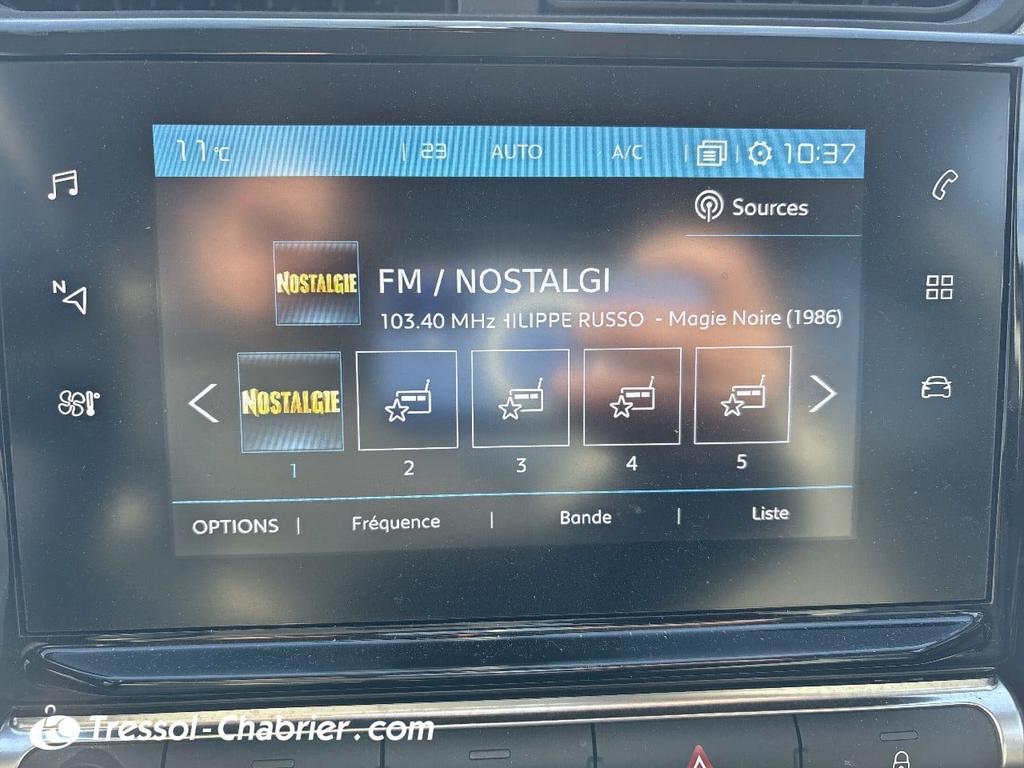 11°C 23 AUTO A/C 10:37
Sources
NOSTALGIE
FM / NOSTALGI
103.40 MHz HILIPPE RUSSO - Magie Noire (1986)
NOSTALGIE
1 2 3 4 5
N
OPTIONS | Fréquence | Bande | Liste
Tressol-Chabrier.com